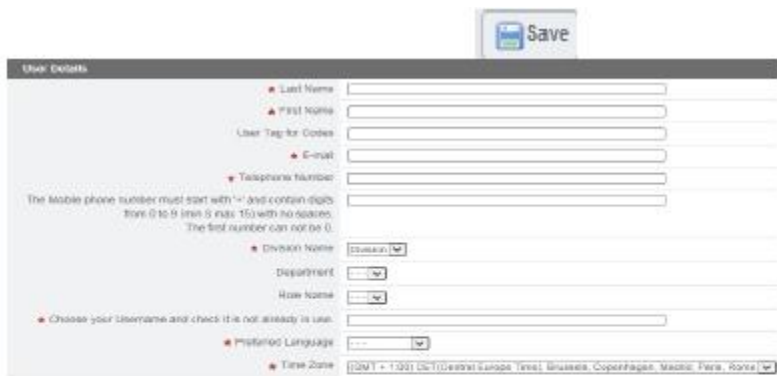 Save
User Details
★ Last Name
★ First Name
User Tag for Codes
★ E-mail
★ Telephone Number
The Mobile phone number must start with '+' and contain digits
from 0 to 9 (min 8 max 15) with no spaces.
The first number can not be 0.
★ Division Name Division
Department ---
Role Name ---
★ Choose your Username and check it is not already in use.
★ Preferred Language ---
★ Time Zone (GMT + 1:00) CET(Central Europe Time), Brussels, Copenhagen, Madrid, Paris, Rome